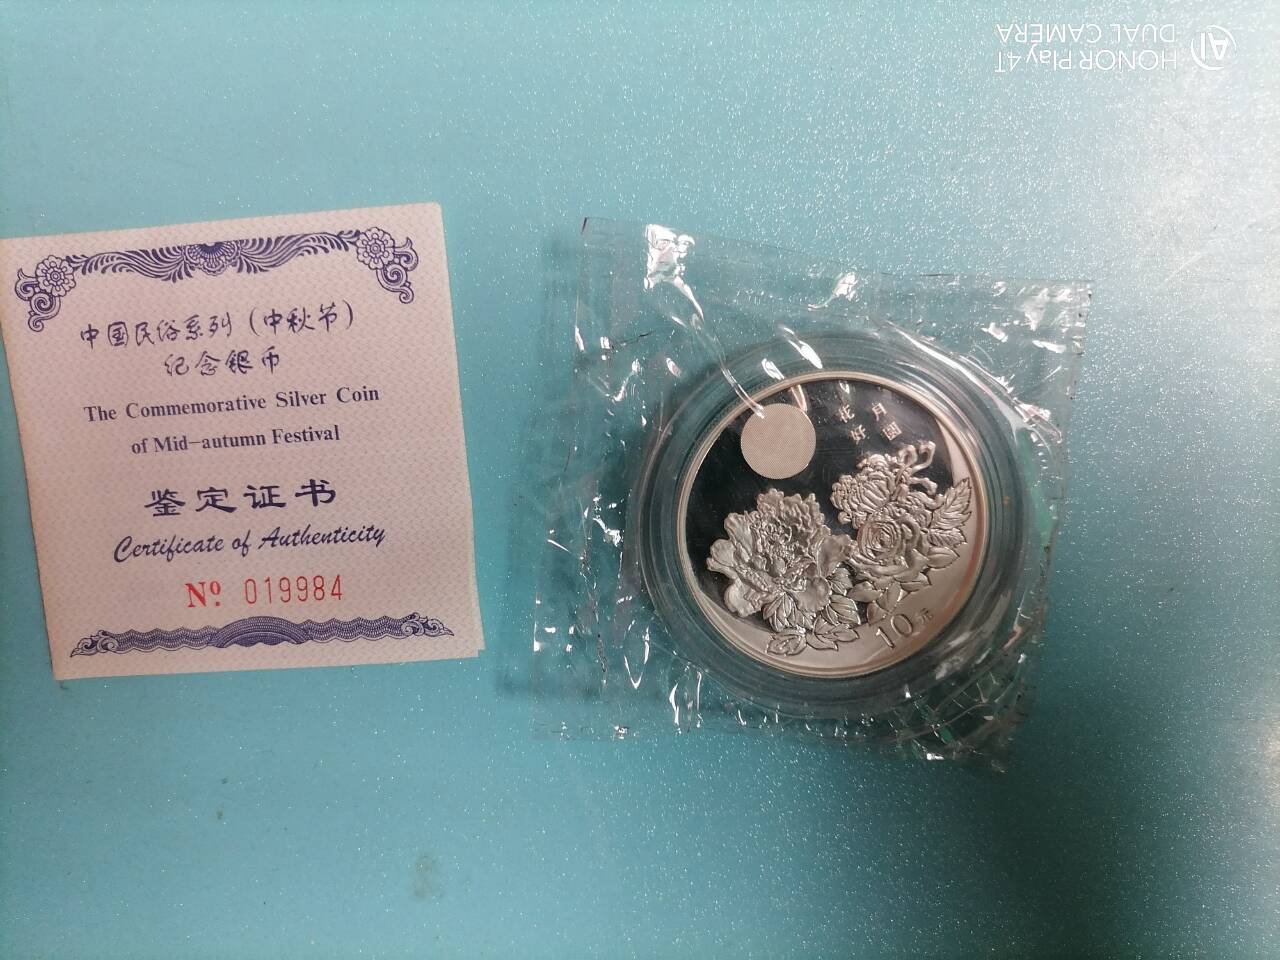 中国民俗系列（中秋节）
纪念银币
The Commemorative Silver Coin
of Mid-autumn Festival
鉴定证书
Certificate of Authenticity
Nº 019984
花月
好圆
10元
HONOR Play4T
DUAL CAMERA
AI